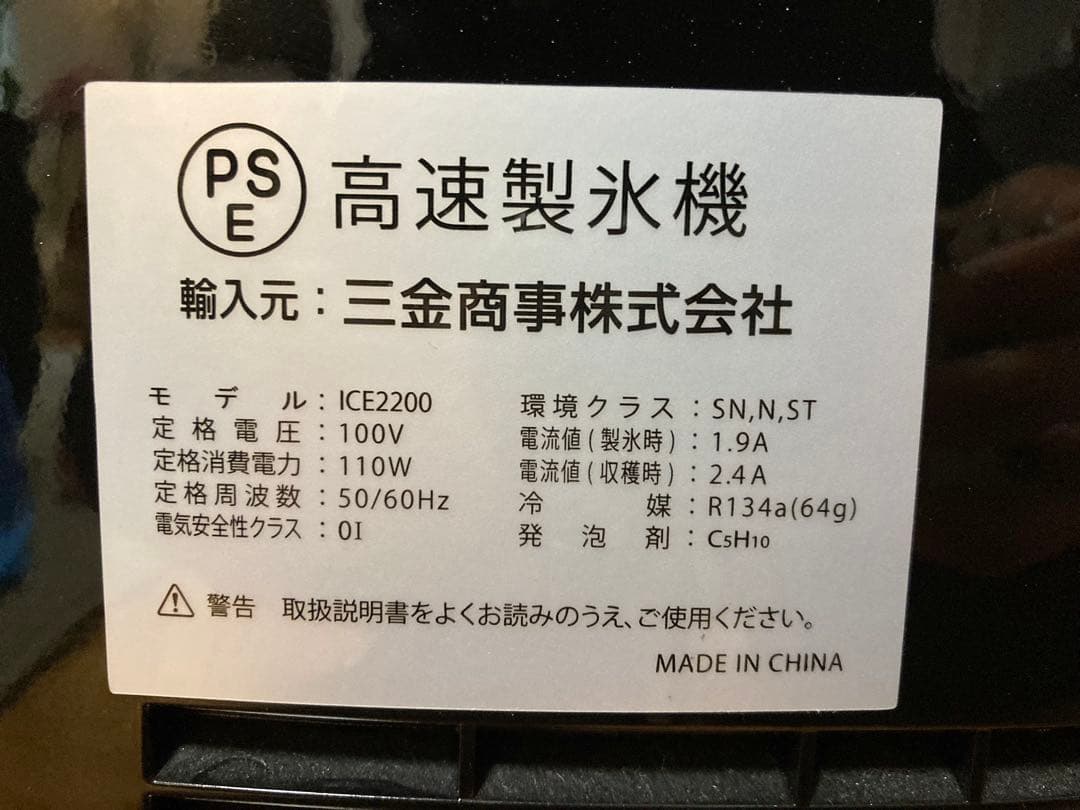 PS
E
高速製氷機
輸入元：三金商事株式会社
モデル：ICE2200
定格電圧：100V
定格消費電力：110W
定格周波数：50/60Hz
電気安全性クラス：0I
環境クラス：SN,N,ST
電流値(製氷時)：1.9A
電流値(収穫時)：2.4A
冷媒：R134a(64g)
発泡剤：C5H10
警告 取扱説明書をよくお読みのうえ、ご使用ください。
MADE IN CHINA